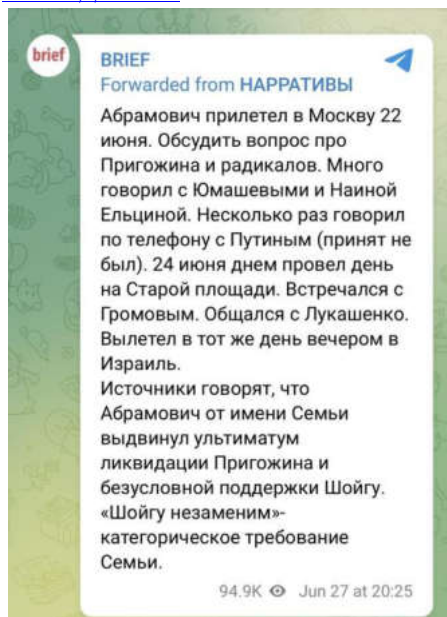 brief
BRIEF
Forwarded from НАРРАТИВЫ
Абрамович прилетел в Москву 22
июня. Обсудить вопрос про
Пригожина и радикалов. Много
говорил с Юмашевыми и Наиной
Ельциной. Несколько раз говорил
по телефону с Путиным (принят не
был). 24 июня днем провел день
на Старой площади. Встречался с
Громовым. Общался с Лукашенко.
Вылетел в тот же день вечером в
Израиль.
Источники говорят, что
Абрамович от имени Семьи
выдвинул ультиматум
ликвидации Пригожина и
безусловной поддержки Шойгу.
«Шойгу незаменим»-
категорическое требование
Семьи.
94.9K Jun 27 at 20:25